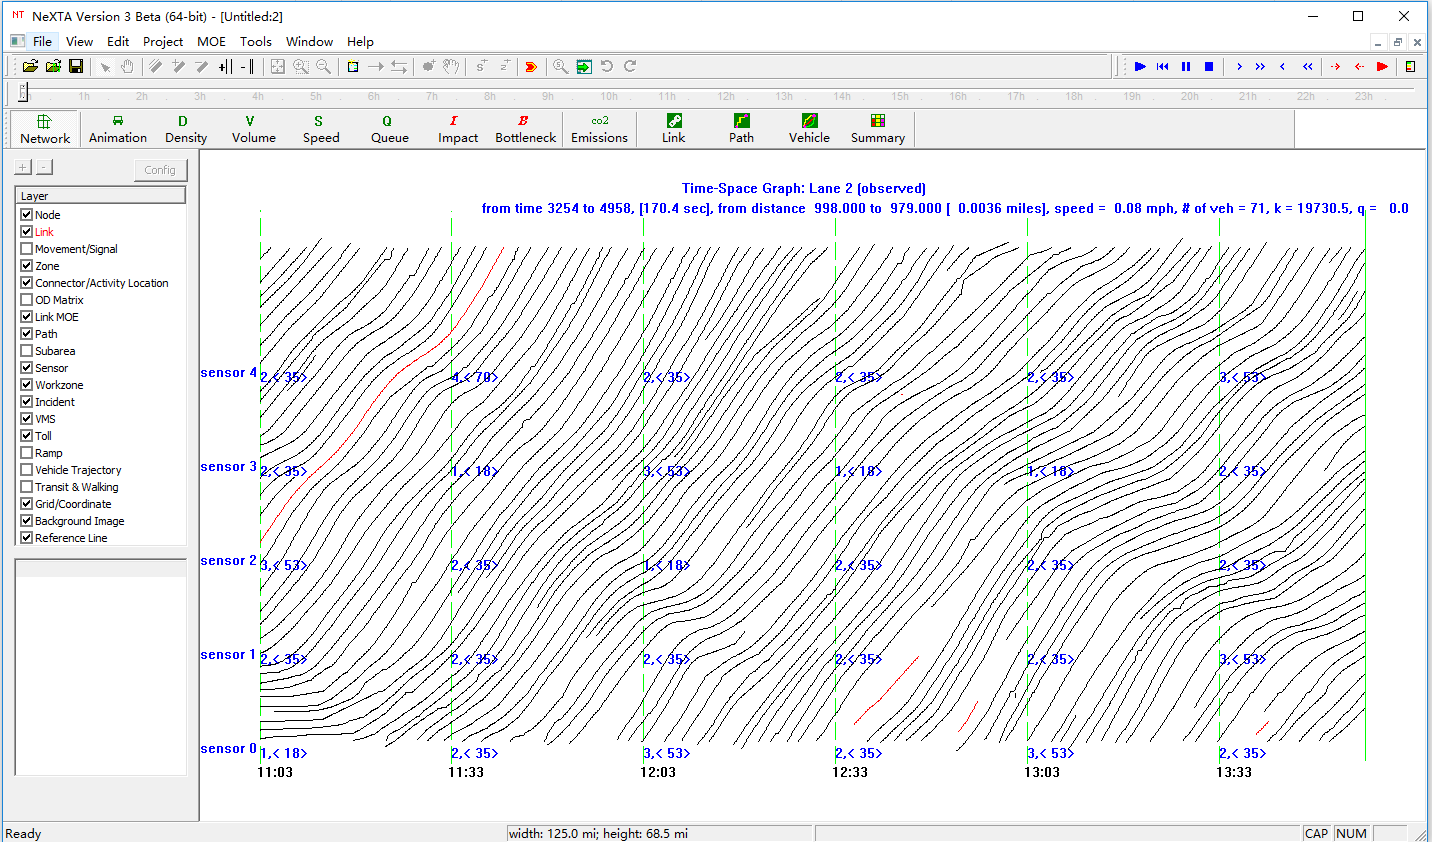 NT NeXTA Version 3 Beta (64-bit) - [Untitled:2]
File View Edit Project MOE Tools Window Help
1h 2h 3h 4h 5h 6h 7h 8h 9h 10h 11h 12h 13h 14h 15h 16h 17h 18h 19h 20h 21h 22h 23h
D V S Q I B co2
Network Animation Density Volume Speed Queue Impact Bottleneck Emissions Link Path Vehicle Summary
+ - Config
Layer
Node
Link
Movement/Signal
Zone
Connector/Activity Location
OD Matrix
Link MOE
Path
Subarea
Sensor
Workzone
Incident
VMS
Toll
Ramp
Vehicle Trajectory
Transit & Walking
Grid/Coordinate
Background Image
Reference Line
Time-Space Graph: Lane 2 (observed)
from time 3254 to 4958, [170.4 sec], from distance 998.000 to 979.000 [ 0.0036 miles], speed = 0.08 mph, # of veh = 71, k = 19730.5, q = 0.0
sensor 4 2,< 35> 4,< 70> 2,< 35> 2,< 35> 2,< 35> 3,< 53>
sensor 3 2,< 35> 1,< 18> 3,< 53> 1,< 18> 1,< 18> 2,< 35>
sensor 2 3,< 53> 2,< 35> 1,< 18> 2,< 35> 2,< 35> 2,< 35>
sensor 1 2,< 35> 2,< 35> 2,< 35> 2,< 35> 2,< 35> 3,< 53>
sensor 0 1,< 18> 2,< 35> 3,< 53> 2,< 35> 3,< 53> 2,< 35>
11:03 11:33 12:03 12:33 13:03 13:33
Ready width: 125.0 mi; height: 68.5 mi CAP NUM